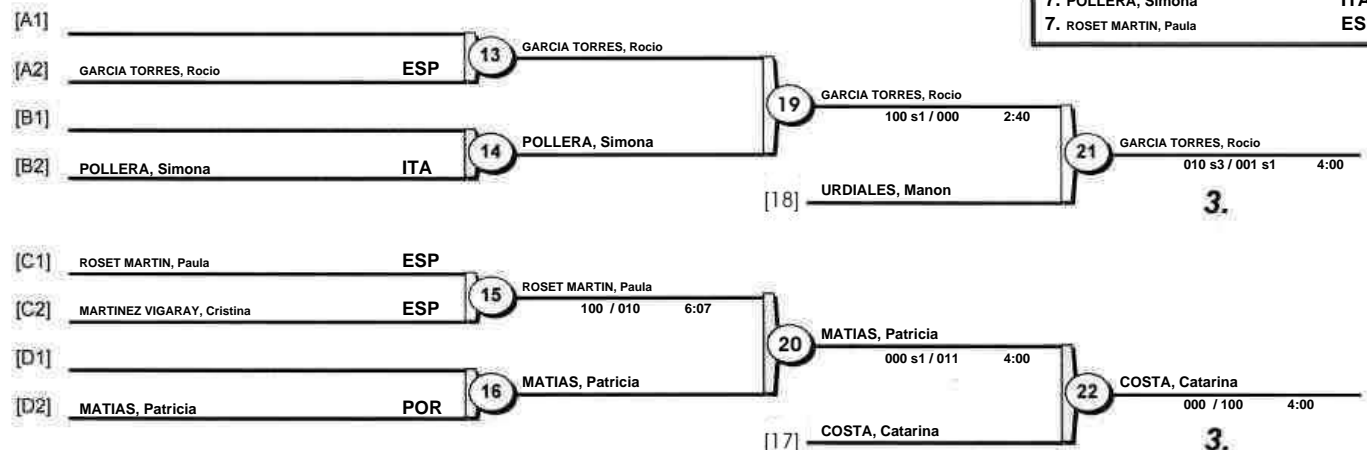 7. POLLERA, Simona ITA
7. ROSET MARTIN, Paula ES
[A1]
13 GARCIA TORRES, Rocio
[A2] GARCIA TORRES, Rocio ESP
19 GARCIA TORRES, Rocio
100 s1 / 000 2:40
[B1]
14 POLLERA, Simona
21 GARCIA TORRES, Rocio
010 s3 / 001 s1 4:00
[B2] POLLERA, Simona ITA
[18] URDIALES, Manon
3.
[C1] ROSET MARTIN, Paula ESP
15 ROSET MARTIN, Paula
100 / 010 6:07
[C2] MARTINEZ VIGARAY, Cristina ESP
20 MATIAS, Patricia
000 s1 / 011 4:00
[D1]
16 MATIAS, Patricia
22 COSTA, Catarina
000 / 100 4:00
[D2] MATIAS, Patricia POR
[17] COSTA, Catarina
3.